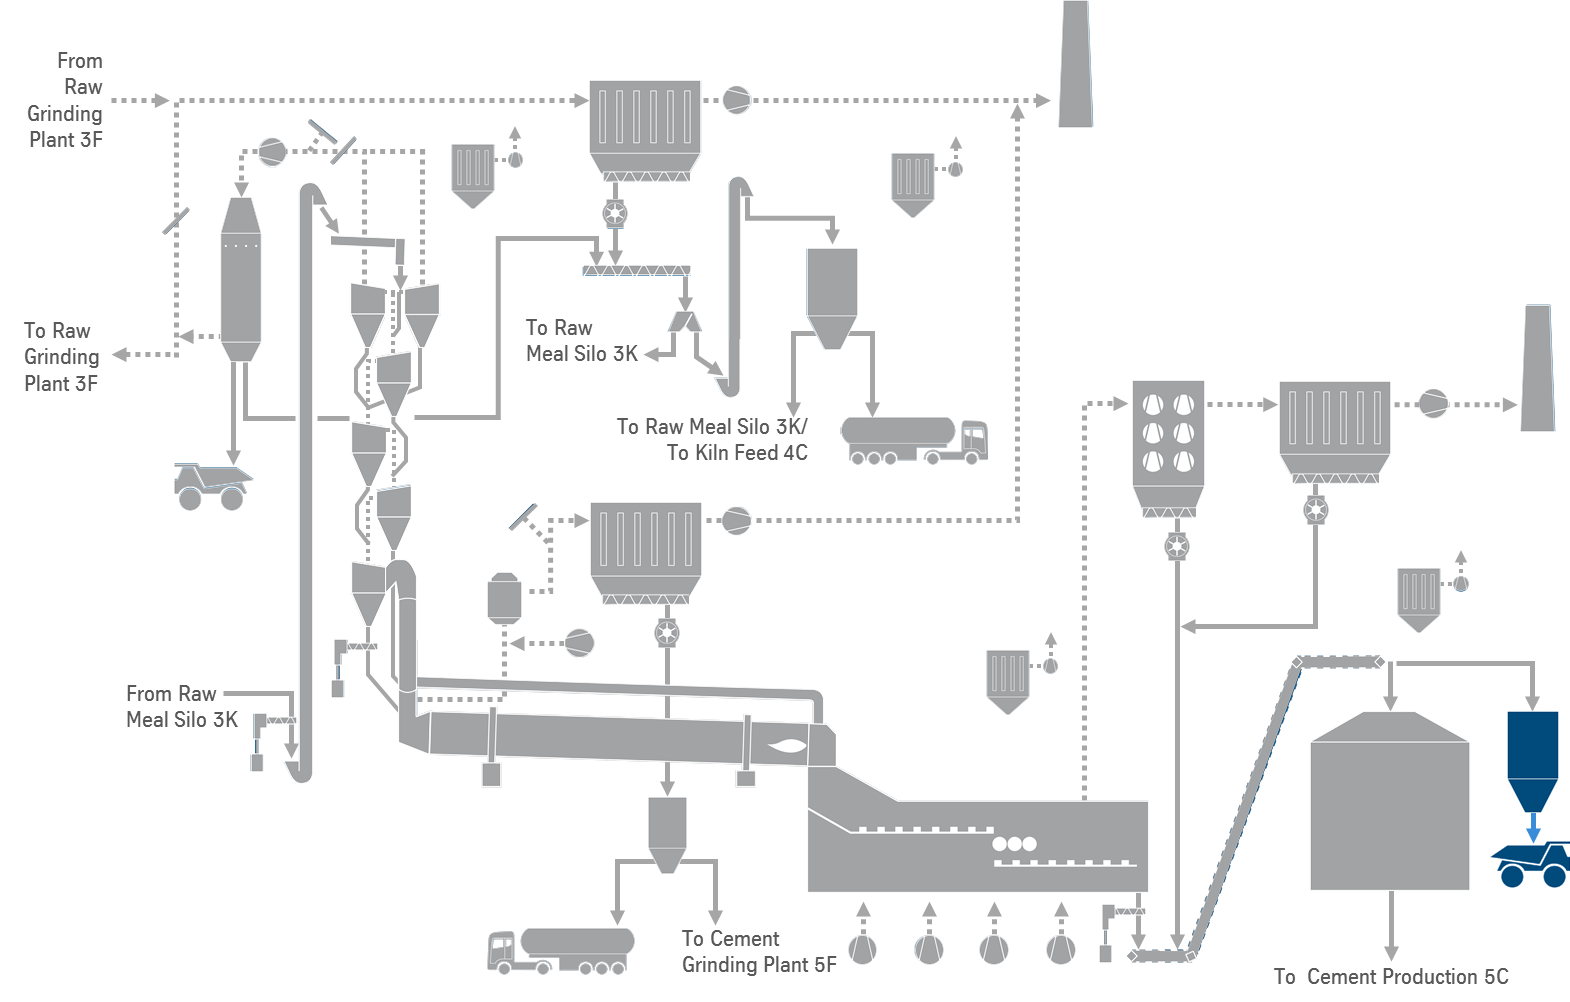 From
Raw
Grinding
Plant 3F
To Raw
Grinding
Plant 3F
To Raw
Meal Silo 3K
To Raw Meal Silo 3K/
To Kiln Feed 4C
From Raw
Meal Silo 3K
To Cement
Grinding Plant 5F
To Cement Production 5C